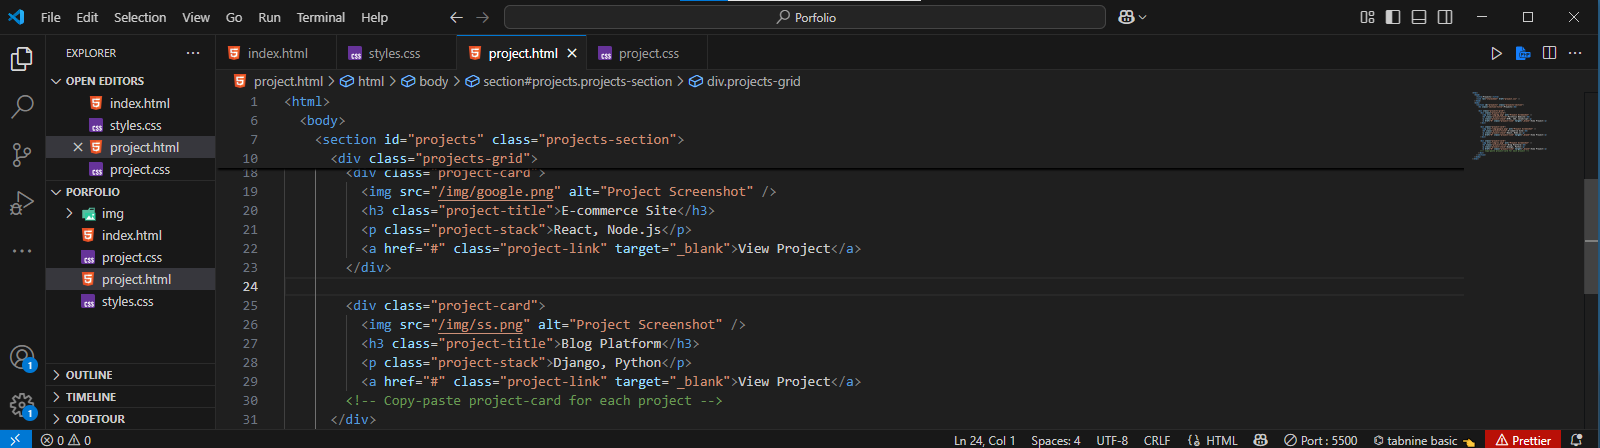 File Edit Selection View Go Run Terminal Help
Porfolio
EXPLORER
OPEN EDITORS
index.html
styles.css
project.html
project.css
PORFOLIO
img
index.html
project.css
project.html
styles.css
OUTLINE
TIMELINE
CODETOUR
1
1
index.html styles.css project.html project.css
project.html > html > body > section#projects.projects-section > div.projects-grid
1 <html>
6 <body>
7 <section id="projects" class="projects-section">
10 <div class="projects-grid">
18 <div class="project-card">
19 <img src="/img/google.png" alt="Project Screenshot" />
20 <h3 class="project-title">E-commerce Site</h3>
21 <p class="project-stack">React, Node.js</p>
22 <a href="#" class="project-link" target="_blank">View Project</a>
23 </div>
24
25 <div class="project-card">
26 <img src="/img/ss.png" alt="Project Screenshot" />
27 <h3 class="project-title">Blog Platform</h3>
28 <p class="project-stack">Django, Python</p>
29 <a href="#" class="project-link" target="_blank">View Project</a>
30 <!-- Copy-paste project-card for each project -->
31 </div>
0 0 Ln 24, Col 1 Spaces: 4 UTF-8 CRLF HTML Port : 5500 tabnine basic Prettier